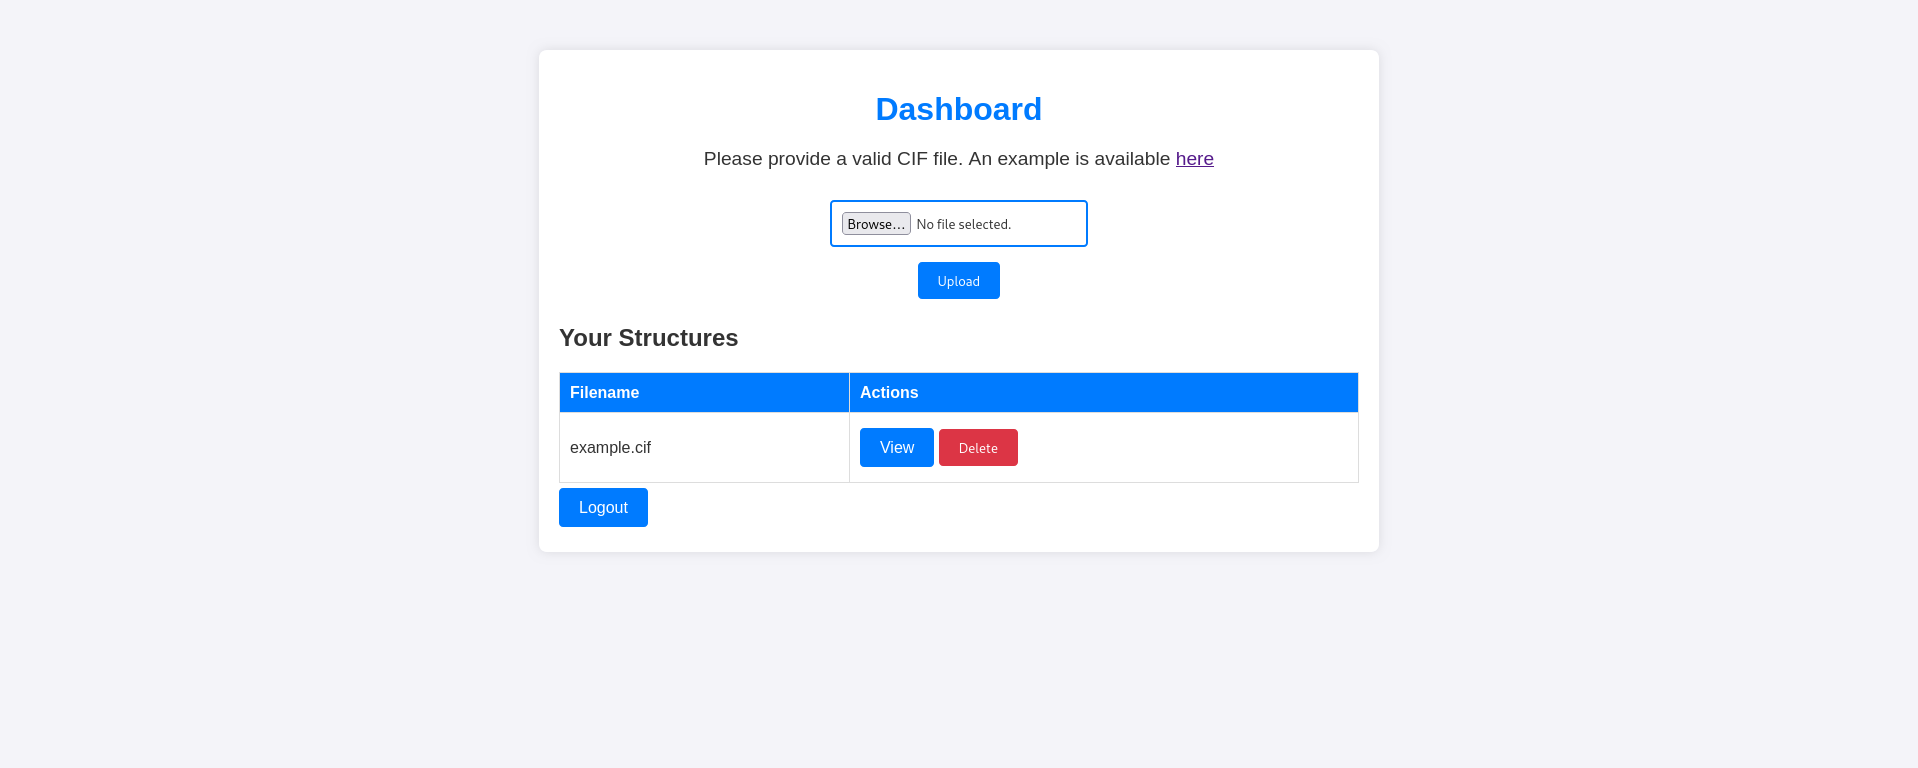 Dashboard
Please provide a valid CIF file. An example is available here
Browse... No file selected.
Upload
Your Structures
Filename Actions
example.cif View Delete
Logout